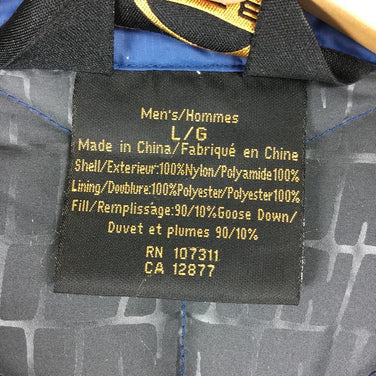 Men's/Hommes
L/G
Made in China/Fabriqué en Chine
Shell/Exterieur:100%Nylon/Polyamide100%
Lining/Doublure:100%Polyester/Polyester100%
Fill/Remplissage:90/10%Goose Down/
Duvet et plumes 90/10%
RN 107311
CA 12877